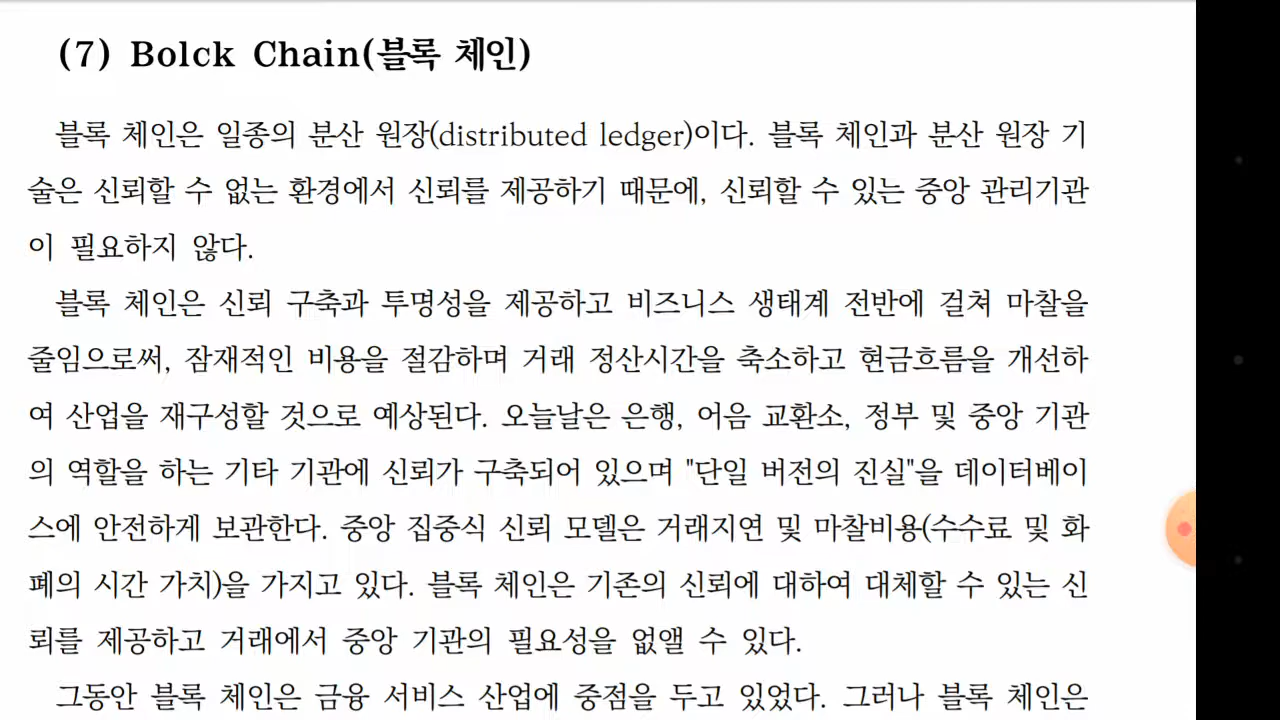 (7) Bolck Chain(블록 체인)
블록 체인은 일종의 분산 원장(distributed ledger)이다. 블록 체인과 분산 원장 기
술은 신뢰할 수 없는 환경에서 신뢰를 제공하기 때문에, 신뢰할 수 있는 중앙 관리기관
이 필요하지 않다.
블록 체인은 신뢰 구축과 투명성을 제공하고 비즈니스 생태계 전반에 걸쳐 마찰을
줄임으로써, 잠재적인 비용을 절감하며 거래 정산시간을 축소하고 현금흐름을 개선하
여 산업을 재구성할 것으로 예상된다. 오늘날은 은행, 어음 교환소, 정부 및 중앙 기관
의 역할을 하는 기타 기관에 신뢰가 구축되어 있으며 "단일 버전의 진실"을 데이터베이
스에 안전하게 보관한다. 중앙 집중식 신뢰 모델은 거래지연 및 마찰비용(수수료 및 화
폐의 시간 가치)을 가지고 있다. 블록 체인은 기존의 신뢰에 대하여 대체할 수 있는 신
뢰를 제공하고 거래에서 중앙 기관의 필요성을 없앨 수 있다.
그동안 블록 체인은 금융 서비스 산업에 중점을 두고 있었다. 그러나 블록 체인은